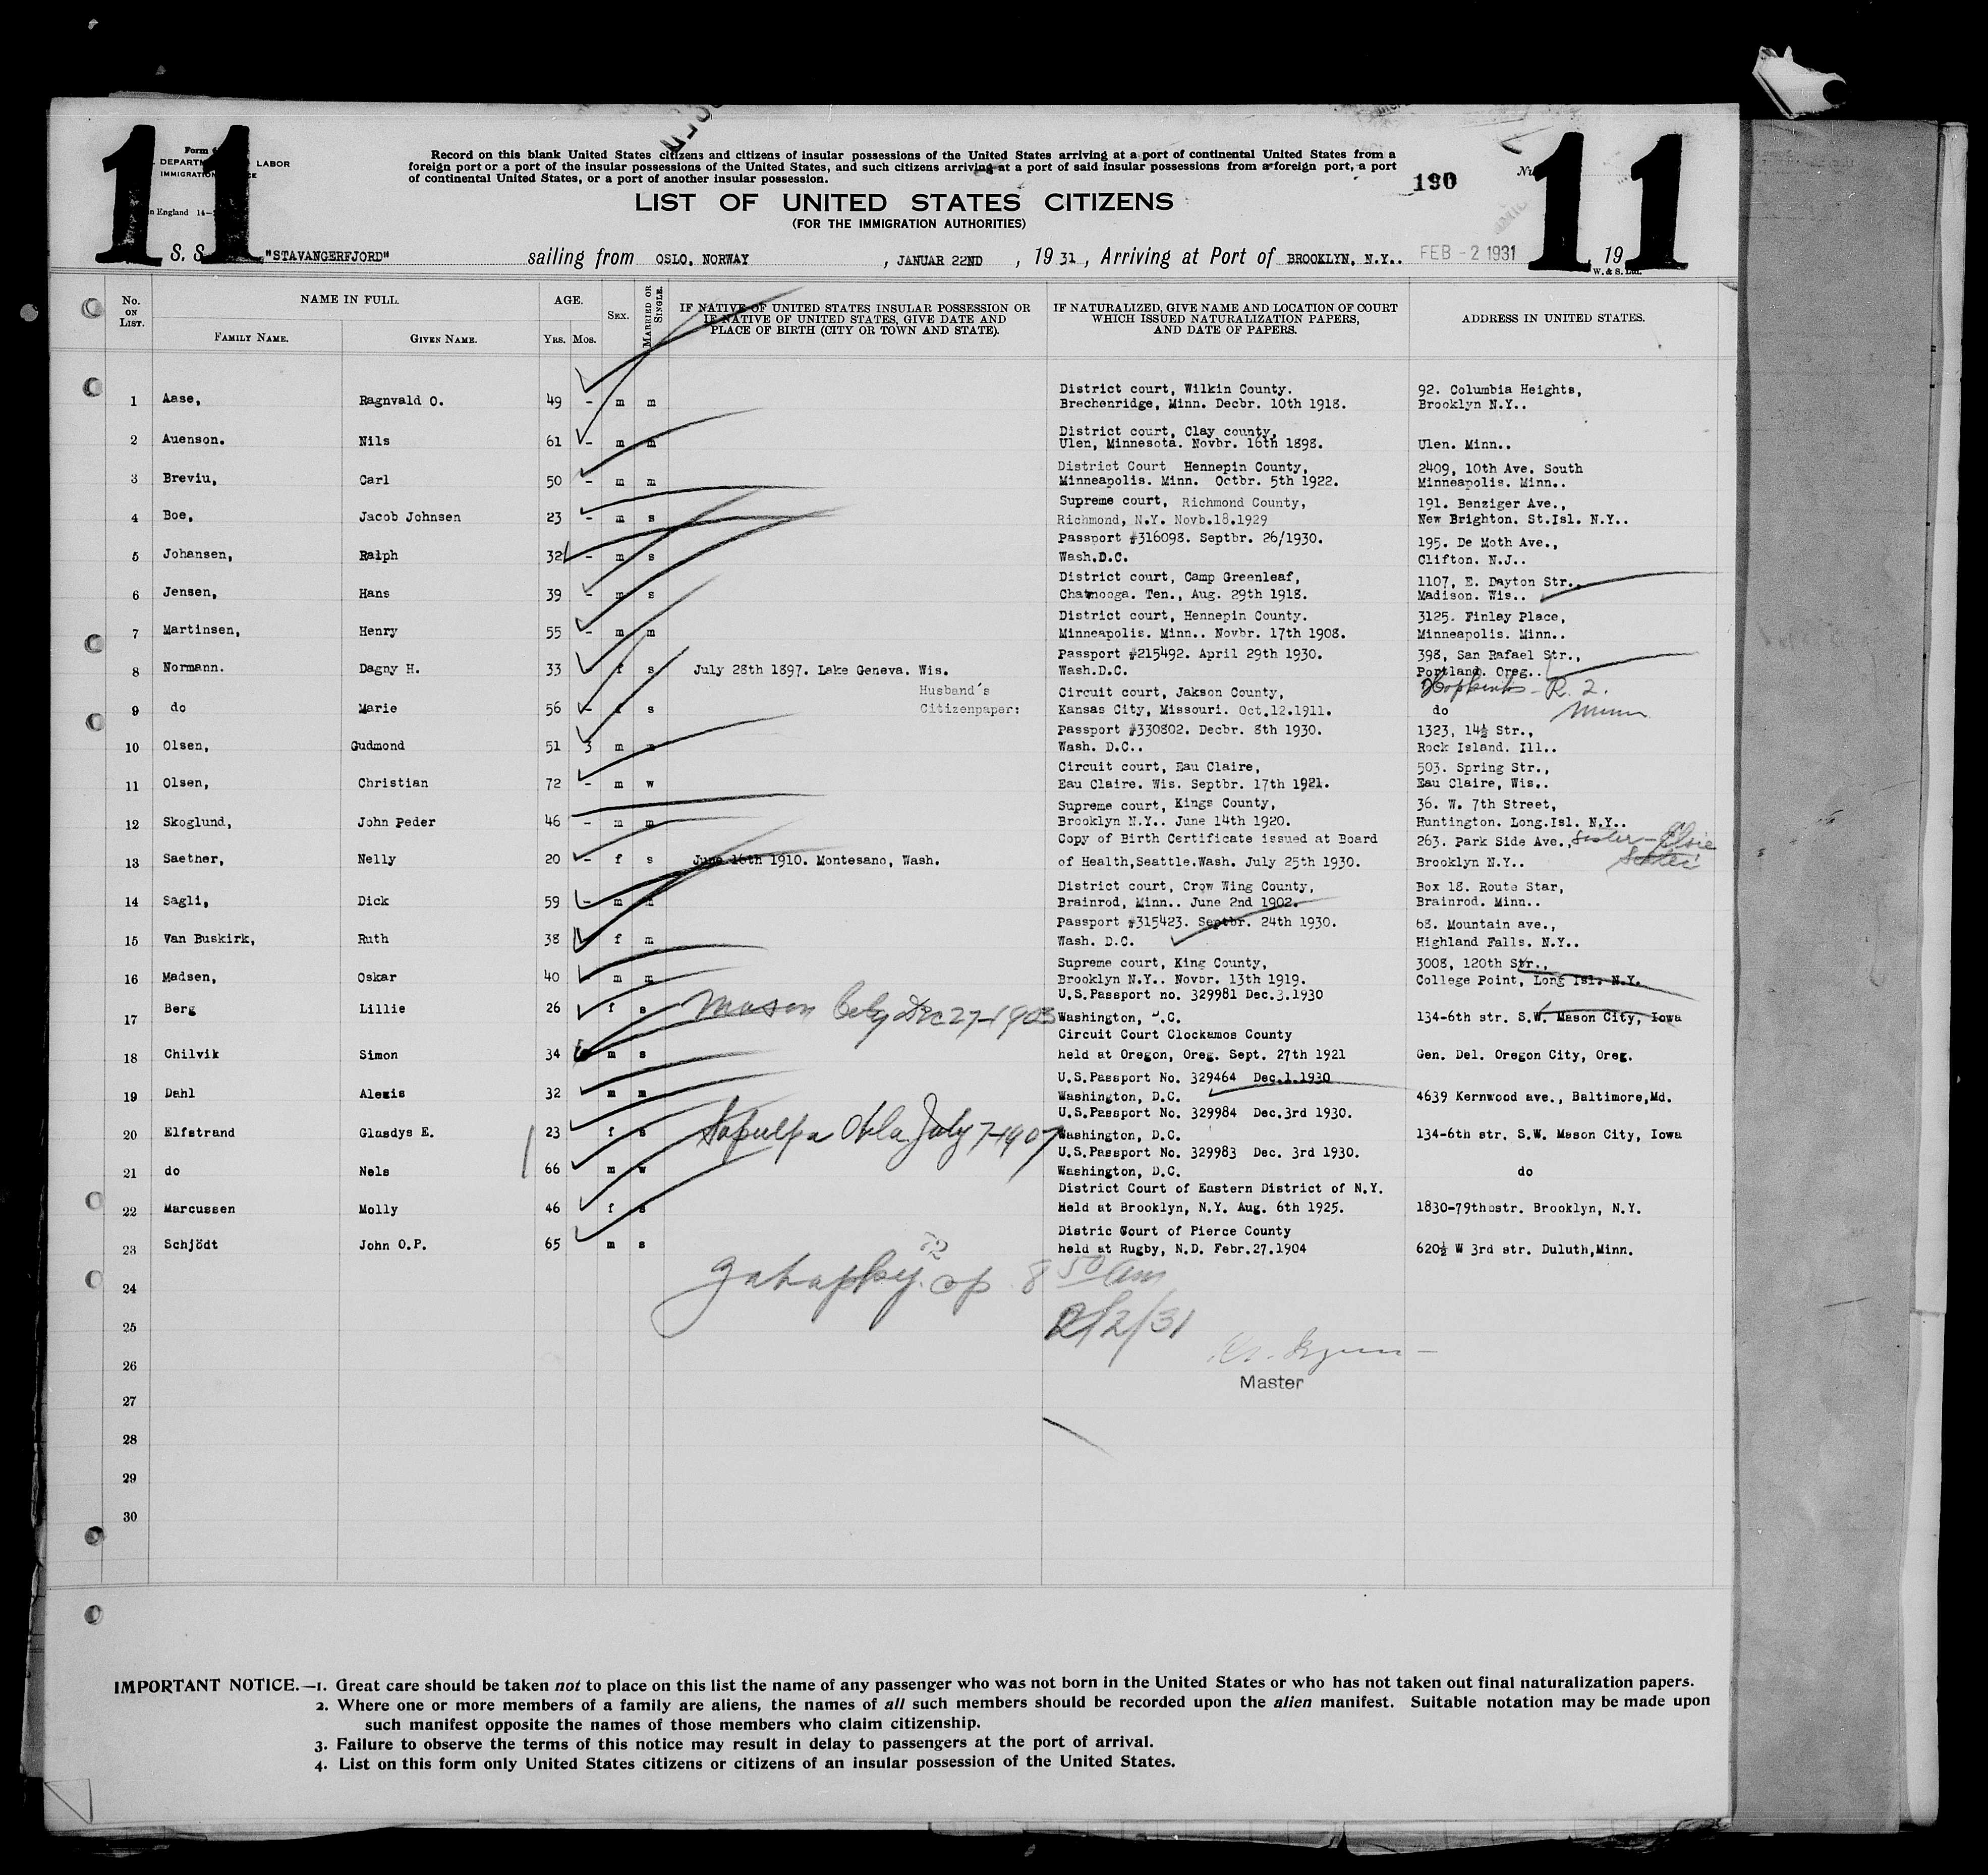 11 11
Form
DEPARTM LABOR
IMMIGRATION
n England 14-
Record on this blank United States citizens and citizens of insular possessions of the United States arriving at a port of continental United States from a
foreign port or a port of the insular possessions of the United States, and such citizens arriving at a port of said insular possessions from a foreign port, a port
of continental United States, or a port of another insular possession.
190
LIST OF UNITED STATES CITIZENS
(FOR THE IMMIGRATION AUTHORITIES)
S. S. "STAVANGERFJORD" sailing from OSLO, NORWAY , JANUAR 22ND , 19 31 , Arriving at Port of BROOKLYN, N.Y.. FEB - 2 1931 19
W. & S. Ltd.
No. ON LIST. NAME IN FULL. AGE. SEX. MARRIED OR SINGLE. IF NATIVE OF UNITED STATES INSULAR POSSESSION OR IF NATIVE OF UNITED STATES, GIVE DATE AND PLACE OF BIRTH (CITY OR TOWN AND STATE). IF NATURALIZED, GIVE NAME AND LOCATION OF COURT WHICH ISSUED NATURALIZATION PAPERS, AND DATE OF PAPERS. ADDRESS IN UNITED STATES.
FAMILY NAME. GIVEN NAME. YRS. MOS.
District court, Wilkin County. 92. Columbia Heights,
1 Aase, Ragnvald O. 49 - m m Brechenridge, Minn. Decbr. 10th 1918. Brooklyn N.Y..
District court, Clay county,
2 Auenson. Nils 61 - m m Ulen, Minnesota. Novbr. 16th 1898. Ulen. Minn..
District Court Hennepin County, 2409, 10th Ave. South
3 Breviu, Carl 50 - m m Minneapolis. Minn. Octbr. 5th 1922. Minneapolis. Minn..
Supreme court, Richmond County, 191. Benziger Ave.,
4 Boe, Jacob Johnsen 23 - m s Richmond, N.Y. Novb.18.1929 New Brighton. St.Isl. N.Y..
Passport #316098. Septbr. 26/1930. 195. De Moth Ave.,
5 Johansen, Ralph 32 - m s Wash.D.C. Clifton. N.J..
District court, Camp Greenleaf, 1107, E. Dayton Str.,
6 Jensen, Hans 39 - m s Chatnooga. Ten., Aug. 29th 1918. Madison. Wis..
District court, Hennepin County. 3125. Finley Place,
7 Martinsen, Henry 55 - m m Minneapolis. Minn.. Novbr. 17th 1908. Minneapolis. Minn..
Passport #215492. April 29th 1930. 398, San Rafael Str.,
8 Normann. Dagny H. 33 f s July 28th 1897. Lake Geneva. Wis. Wash.D.C. Portland. Oreg..
Husband's Circuit court, Jakson County, Hopkins - R. 2.
9 do Marie 56 - f s Citizenpaper: Kansas City, Missouri. Oct.12.1911. do Minn
Passport #330802. Decbr. 8th 1930. 1323, 14½ Str.,
10 Olsen, Gudmond 51 3 m m Wash. D.C.. Rock Island. Ill..
Circuit court, Eau Claire, 503. Spring Str.,
11 Olsen, Christian 72 - m w Eau Claire. Wis. Septbr. 17th 1921. Eau Claire, Wis..
Supreme court, Kings County, 36. W. 7th Street,
12 Skoglund, John Peder 46 - m m Brooklyn N.Y.. June 14th 1920. Huntington. Long.Isl. N.Y..
Copy of Birth Certificate issued at Board 263. Park Side Ave., Sister - Elsie
13 Saether, Nelly 20 - f s June 16th 1910. Montesano, Wash. of Health,Seattle.Wash. July 25th 1930. Brooklyn N.Y..
District court, Crow Wing County, Box 18. Route Star,
14 Sagli, Dick 59 - m m Brainrod, Minn.. June 2nd 1902. Brainrod. Minn..
Passport #315423. Septbr. 24th 1930. 68. Mountain ave.,
15 Van Buskirk, Ruth 38 f m Wash. D.C. Highland Falls. N.Y..
Supreme court, King County, 3008, 120th Str.,
16 Madsen, Oskar 40 m m Brooklyn N.Y.. Novbr. 13th 1919. College Point, Long Isl. N.Y.
U.S.Passport no. 329981 Dec.3.1930
17 Berg Lillie 26 f s Mason City Dec 27-1903 Washington, D.C. 134-6th str. S.W. Mason City, Iowa
Circuit Court Clockamos County
18 Chilvik Simon 34 m s held at Oregon, Oreg. Sept. 27th 1921 Gen. Del. Oregon City, Oreg.
U.S.Passport No. 329464 Dec.1.1930
19 Dahl Alexis 32 m m Washington, D.C. 4639 Kernwood ave., Baltimore,Md.
U.S.Passport No. 329984 Dec.3rd 1930.
20 Elfstrand Glasdys E. 23 f s Sapulpa Okla July 7-1907 Washington, D.C. 134-6th str. S.W. Mason City, Iowa
U.S.Passport No. 329983 Dec. 3rd 1930.
21 do Nels 66 m w Washington, D.C. do
District Court of Eastern District of N.Y.
22 Marcussen Molly 46 f s Held at Brooklyn, N.Y. Aug. 6th 1925. 1830-79thostr. Brooklyn, N.Y.
Distric Court of Pierce County
23 Schjödt John O.P. 65 m s held at Rugby, N.D. Febr.27.1904 620½ W 3rd str. Duluth,Minn.
24 8 50 am
25 2/2/31
26
Master
27
28
29
30
IMPORTANT NOTICE.—1. Great care should be taken not to place on this list the name of any passenger who was not born in the United States or who has not taken out final naturalization papers.
2. Where one or more members of a family are aliens, the names of all such members should be recorded upon the alien manifest. Suitable notation may be made upon
such manifest opposite the names of those members who claim citizenship.
3. Failure to observe the terms of this notice may result in delay to passengers at the port of arrival.
4. List on this form only United States citizens or citizens of an insular possession of the United States.